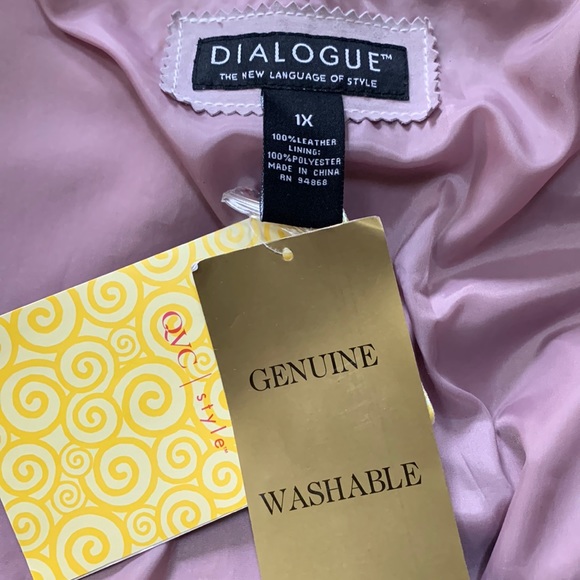 DIALOGUE™
THE NEW LANGUAGE OF STYLE
1X
100%LEATHER
LINING:
100%POLYESTER
MADE IN CHINA
RN 94868
QVC | style™
GENUINE
WASHABLE